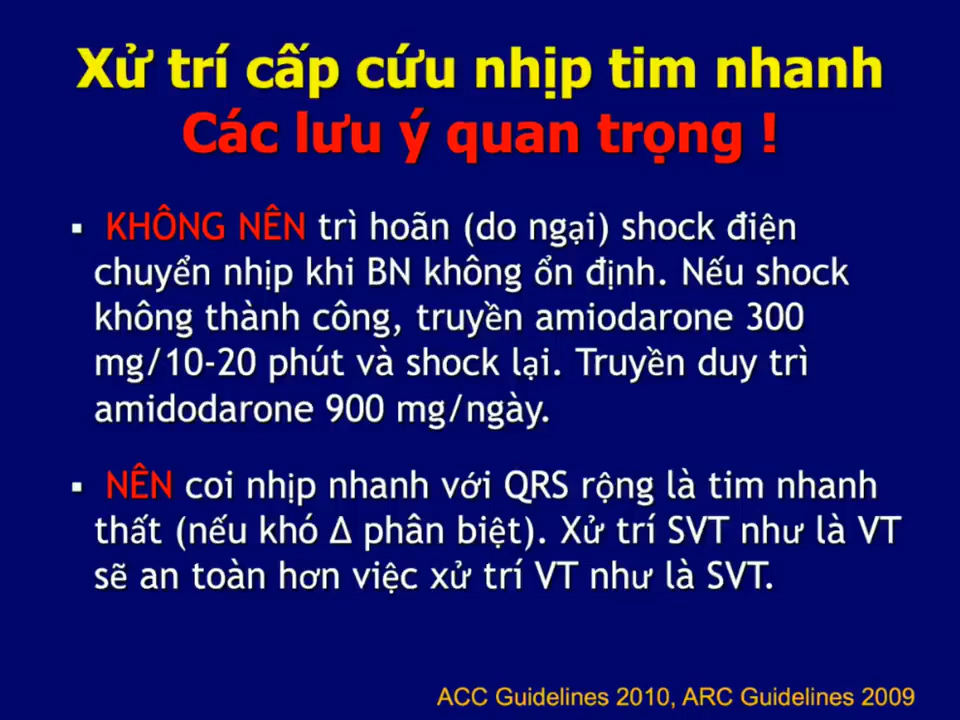 Xử trí cấp cứu nhịp tim nhanh
Các lưu ý quan trọng !
▪ KHÔNG NÊN trì hoãn (do ngại) shock điện
chuyển nhịp khi BN không ổn định. Nếu shock
không thành công, truyền amiodarone 300
mg/10-20 phút và shock lại. Truyền duy trì
amidodarone 900 mg/ngày.
▪ NÊN coi nhịp nhanh với QRS rộng là tim nhanh
thất (nếu khó Δ phân biệt). Xử trí SVT như là VT
sẽ an toàn hơn việc xử trí VT như là SVT.
ACC Guidelines 2010, ARC Guidelines 2009